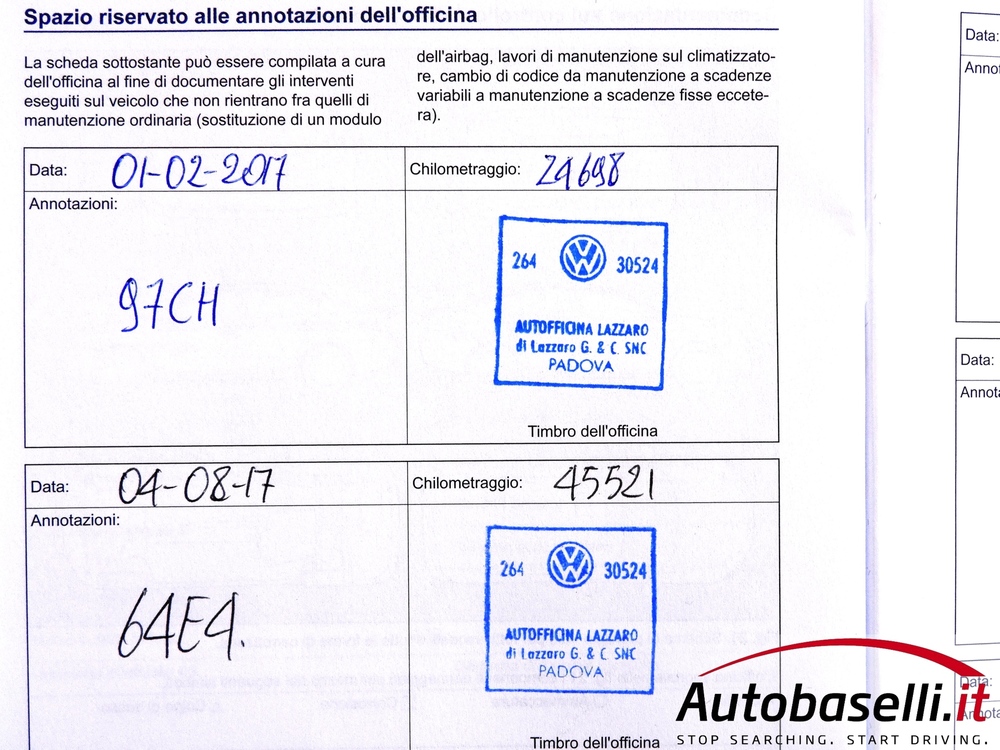 Spazio riservato alle annotazioni dell'officina
La scheda sottostante può essere compilata a cura
dell'officina al fine di documentare gli interventi
eseguiti sul veicolo che non rientrano fra quelli di
manutenzione ordinaria (sostituzione di un modulo
dell'airbag, lavori di manutenzione sul climatizzato-
re, cambio di codice da manutenzione a scadenze
variabili a manutenzione a scadenze fisse eccete-
ra).
Data: 01-02-2017
Chilometraggio: 24698
Annotazioni:
97CH
264 30524
AUTOFFICINA LAZZARO
di Lazzaro G. & C. SNC
PADOVA
Timbro dell'officina
Data: 04-08-17
Chilometraggio: 45521
Annotazioni:
64E4.
264 30524
AUTOFFICINA LAZZARO
di Lazzaro G. & C. SNC
PADOVA
Timbro dell'officina
Data:
Annot
Data:
Annota
Data:
Annota
Autobaselli.it
STOP SEARCHING. START DRIVING.